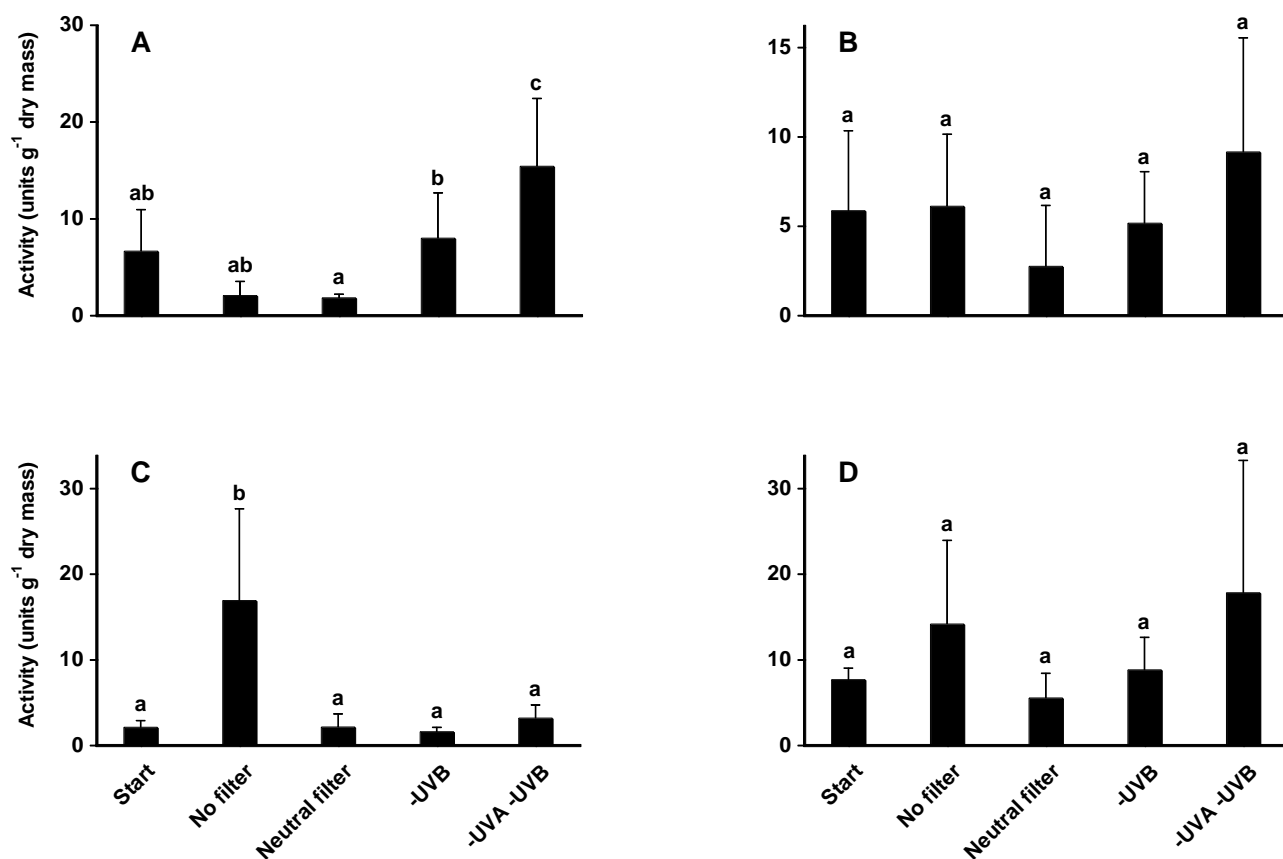 A
Activity (units g⁻¹ dry mass)
30
20
10
0
ab
ab
a
b
c
B
15
10
5
0
a
a
a
a
a
C
Activity (units g⁻¹ dry mass)
30
20
10
0
a
b
a
a
a
Start
No filter
Neutral filter
-UVB
-UVA -UVB
D
30
20
10
0
a
a
a
a
a
Start
No filter
Neutral filter
-UVB
-UVA -UVB